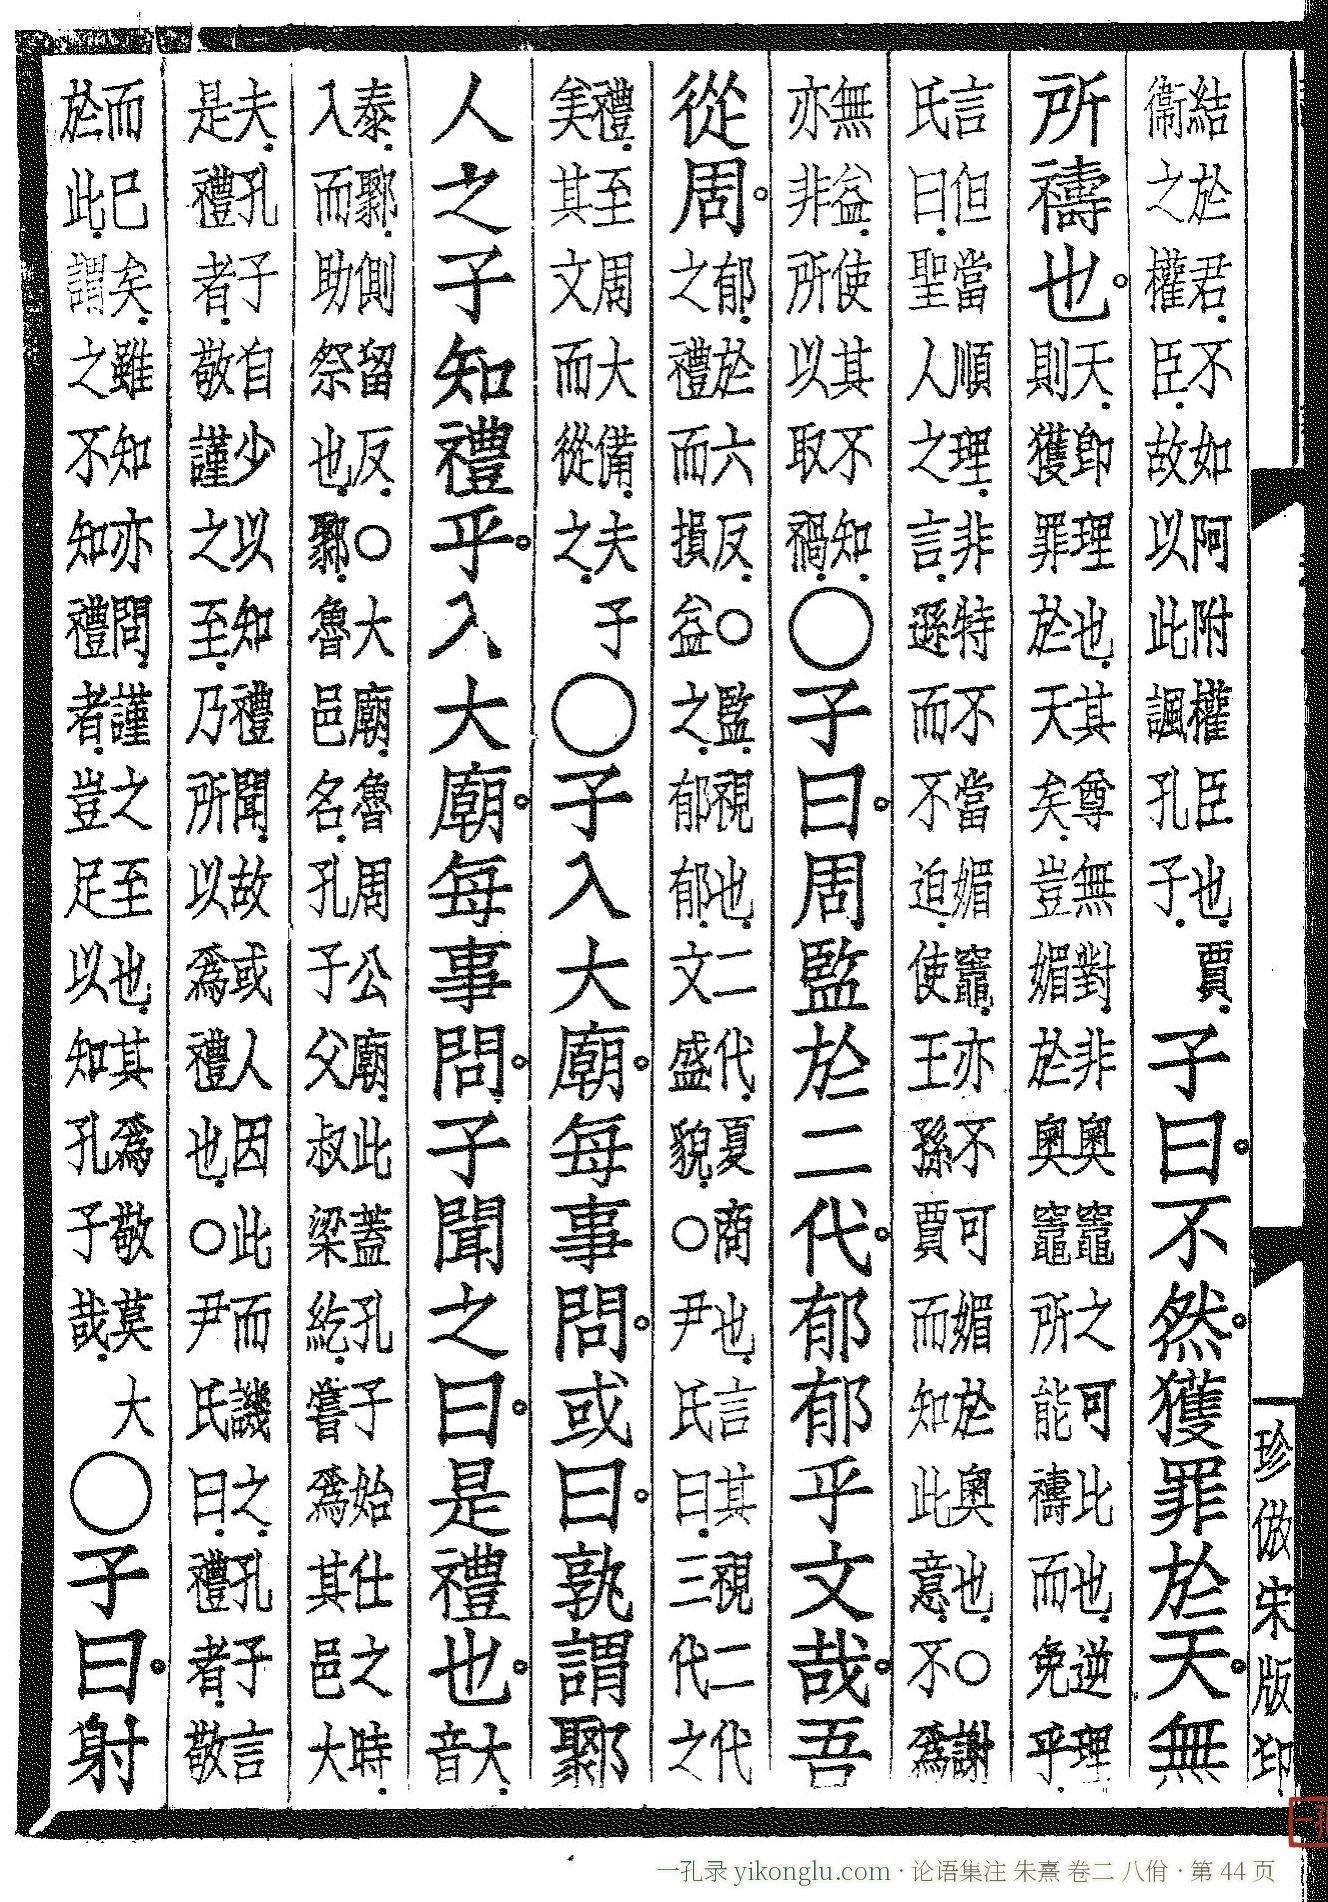 結於君。不如阿附權臣也。賈。衞之權臣。故以此諷孔子。子曰。不然。獲罪於天。無
所禱也。天。即理也。其尊無對。非奧竈之可比也。逆理則獲罪於天矣。豈媚於奧竈所能禱而免乎。
言但當順理。非特不當媚竈。亦不可媚於奧也。○謝氏曰。聖人之言。遜而不迫。使王孫賈而知此意。不爲
無益。使其不知。亦非所以取禍。○子曰。周監於二代。郁郁乎文哉。吾
從周。郁。於六反。○監。視也。二代。夏商也。言其視二代之禮而損益之。郁郁。文盛貌。○尹氏曰。三代之
禮。至周大備。夫子美其文而從之。○子入大廟。每事問。或曰。孰謂鄹
人之子知禮乎。入大廟。每事問。子聞之曰。是禮也。大。音
泰。鄹側留反。○大廟。魯周公廟。此蓋孔子始仕之時。入而助祭也。鄹。魯邑名。孔子父叔梁紇。嘗爲其邑大
夫。孔子自少以知禮聞。故或人因此而譏之。孔子言是禮者。敬謹之至。乃所以爲禮也。○尹氏曰。禮者。敬
而已矣。雖知亦問。謹之至也。其爲敬莫大於此。謂之不知禮者。豈足以知孔子哉。○子曰。射
珍倣宋版印
一孔录 yikonglu.com · 论语集注 朱熹 卷二 八佾 · 第 44 页